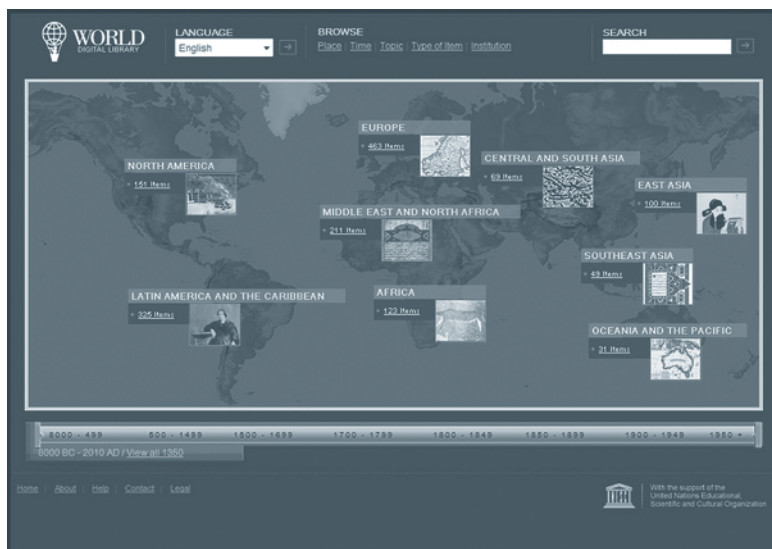 WORLD
DIGITAL LIBRARY
LANGUAGE
English
BROWSE
Place | Time | Topic | Type of Item | Institution
SEARCH
EUROPE
463 Items
NORTH AMERICA
151 Items
CENTRAL AND SOUTH ASIA
69 Items
EAST ASIA
100 Items
MIDDLE EAST AND NORTH AFRICA
211 Items
SOUTHEAST ASIA
49 Items
LATIN AMERICA AND THE CARIBBEAN
325 Items
AFRICA
123 Items
OCEANIA AND THE PACIFIC
31 Items
8000 - 499 500 - 1499 1500 - 1699 1700 - 1799 1800 - 1849 1850 - 1899 1900 - 1949 1950 +
8000 BC - 2010 AD / View all 1350
Home | About | Help | Contact | Legal
With the support of the
United Nations Educational,
Scientific and Cultural Organization